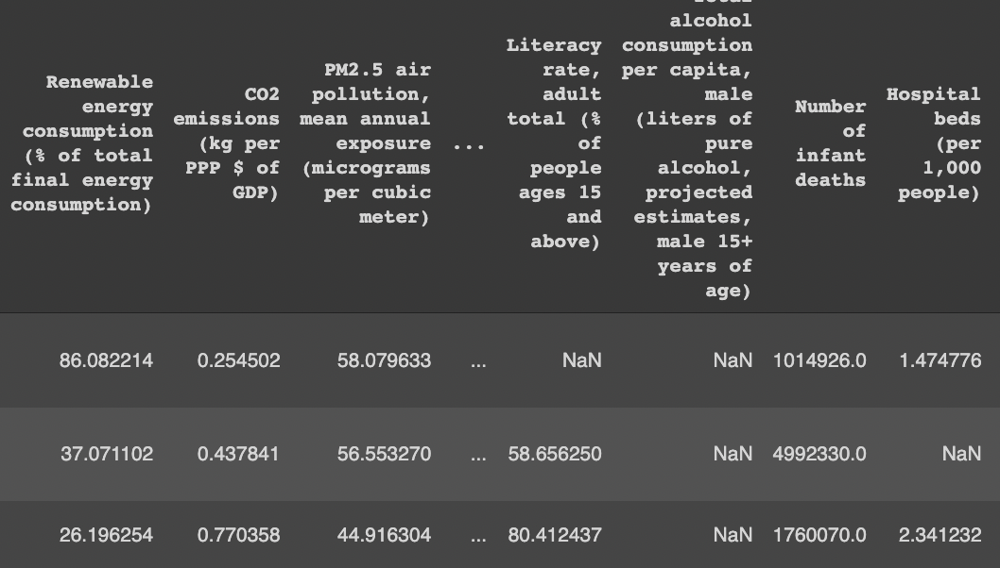 Renewable
energy
consumption
(% of total
final energy
consumption)
CO2
emissions
(kg per
PPP $ of
GDP)
PM2.5 air
pollution,
mean annual
exposure
(micrograms
per cubic
meter)
...
Literacy
rate,
adult
total (%
of
people
ages 15
and
above)
alcohol
consumption
per capita,
male
(liters of
pure
alcohol,
projected
estimates,
male 15+
years of
age)
Number
of
infant
deaths
Hospital
beds
(per
1,000
people)
86.082214 0.254502 58.079633 ... NaN NaN 1014926.0 1.474776
37.071102 0.437841 56.553270 ... 58.656250 NaN 4992330.0 NaN
26.196254 0.770358 44.916304 ... 80.412437 NaN 1760070.0 2.341232